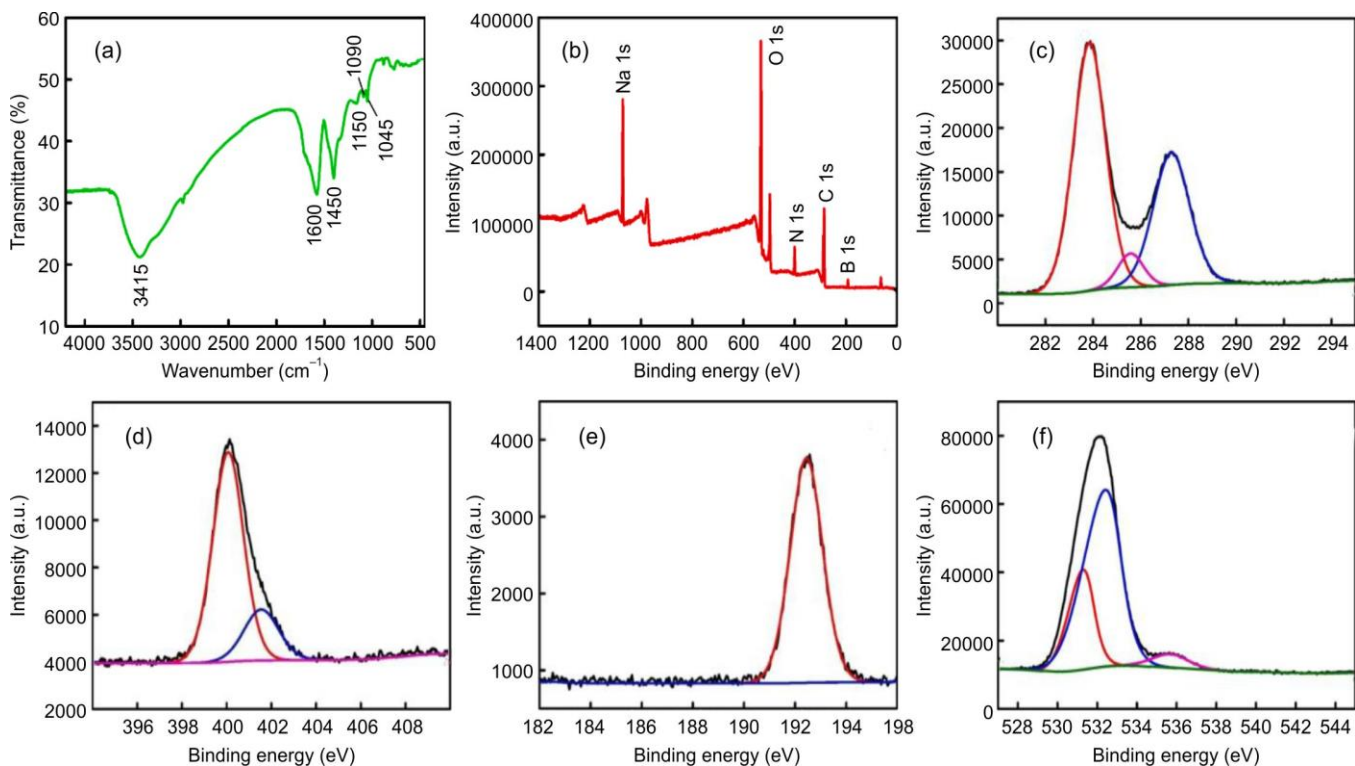 (a)
60
50
40
30
20
10
Transmittance (%)
3415
1600
1450
1150
1090
1045
4000 3500 3000 2500 2000 1500 1000 500
Wavenumber (cm⁻¹)
(b)
400000
300000
200000
100000
0
Intensity (a.u.)
Na 1s
O 1s
N 1s
C 1s
B 1s
1400 1200 1000 800 600 400 200 0
Binding energy (eV)
(c)
30000
25000
20000
15000
10000
5000
0
Intensity (a.u.)
282 284 286 288 290 292 294
Binding energy (eV)
(d)
14000
12000
10000
8000
6000
4000
2000
Intensity (a.u.)
396 398 400 402 404 406 408
Binding energy (eV)
(e)
4000
3000
2000
1000
Intensity (a.u.)
182 184 186 188 190 192 194 196 198
Binding energy (eV)
(f)
80000
60000
40000
20000
0
Intensity (a.u.)
528 530 532 534 536 538 540 542 544
Binding energy (eV)